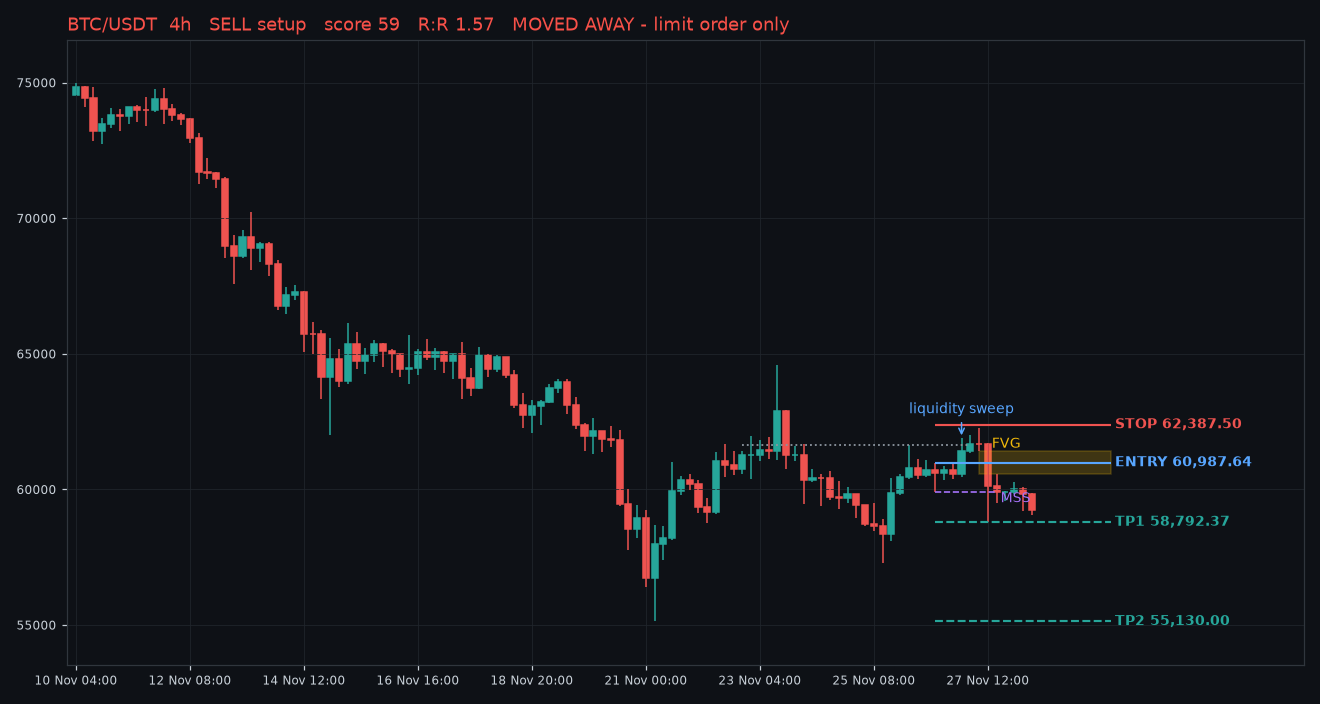 BTC/USDT 4h SELL setup score 59 R:R 1.57 MOVED AWAY - limit order only
75000
70000
65000
60000
55000
liquidity sweep
STOP 62,387.50
FVG
ENTRY 60,987.64
MSS
TP1 58,792.37
TP2 55,130.00
10 Nov 04:00
12 Nov 08:00
14 Nov 12:00
16 Nov 16:00
18 Nov 20:00
21 Nov 00:00
23 Nov 04:00
25 Nov 08:00
27 Nov 12:00